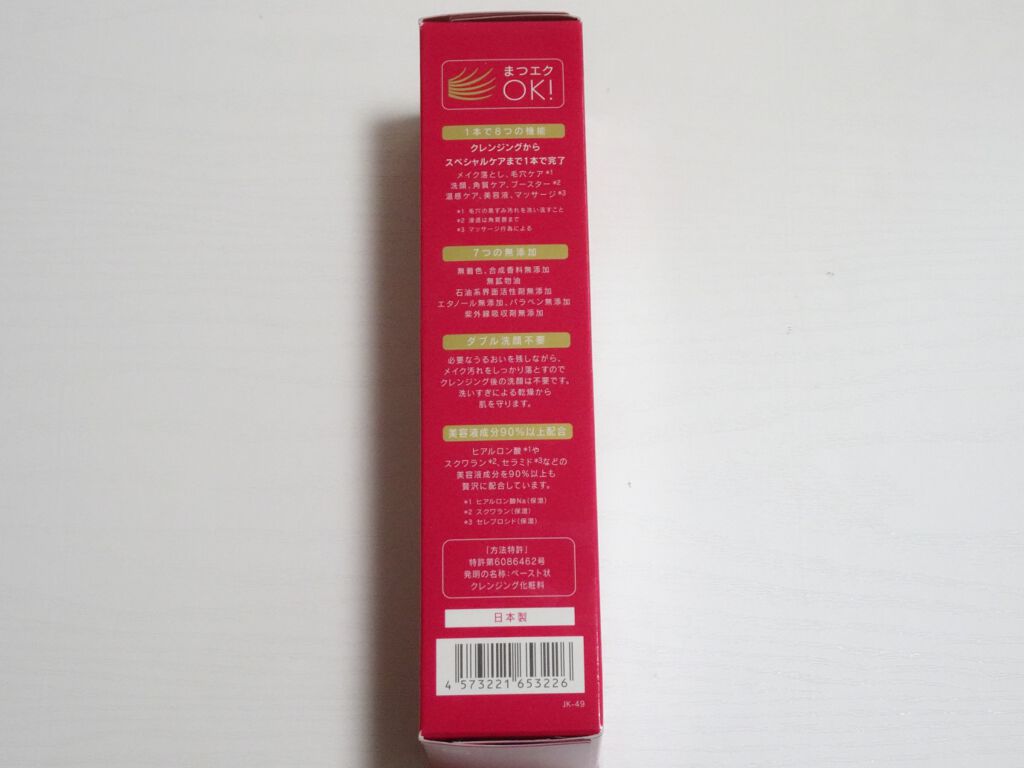 まつエク
OK!
1本で8つの機能
クレンジングから
スペシャルケアまで1本で完了
メイク落とし、毛穴ケア*1
洗顔、角質ケア、ブースター*2
温感ケア、美容液、マッサージ*3
*1 毛穴の黒ずみ汚れを洗い流すこと
*2 浸透は角層まで
*3 マッサージ行為による
7つの無添加
無着色、合成香料無添加
無鉱物油
石油系界面活性剤無添加
エタノール無添加、パラベン無添加
紫外線吸収剤無添加
ダブル洗顔不要
必要なうるおいを残しながら、
メイク汚れをしっかり落とすので
クレンジング後の洗顔は不要です。
洗いすぎによる乾燥から
肌を守ります。
美容液成分90%以上配合
ヒアルロン酸*1や
スクワラン*2、セラミド*3などの
美容液成分を90%以上も
贅沢に配合しています。
*1 ヒアルロン酸Na(保湿)
*2 スクワラン(保湿)
*3 セレブロシド(保湿)
「方法特許」
特許第6086462号
発明の名称:ペースト状
クレンジング化粧料
日本製
4 573221 653226
JK-49